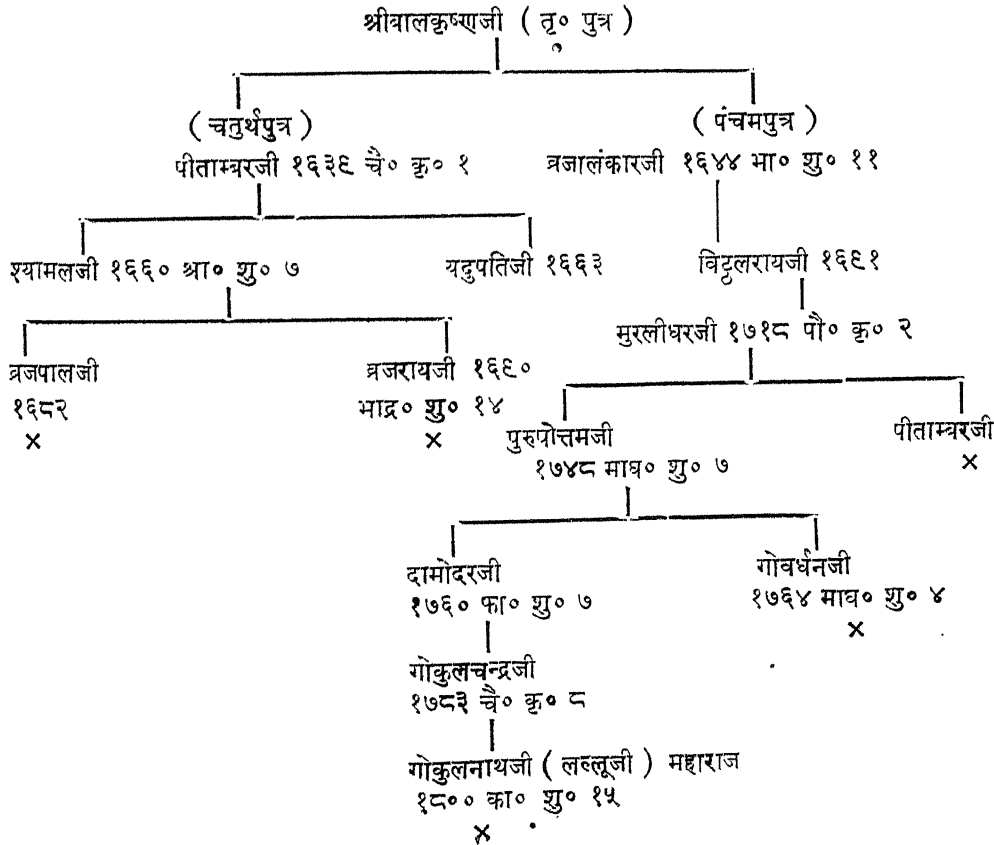 श्रीबालकृष्णजी ( तृ० पुत्र )
( चतुर्थपुत्र ) ( पंचमपुत्र )
पीताम्बरजी १६३९ चै० कृ० १ व्रजालंकारजी १६४४ भा० शु० ११
श्यामलजी १६६० श्रा० शु० ७ यदुपतिजी १६६३ विट्ठलरायजी १६९१
मुरलीधरजी १७१८ पौ० कृ० २
व्रजपालजी व्रजरायजी १६९०
१६८२ भाद्र० शु० १४
× ×
पुरुषोत्तमजी पीताम्बरजी
१७४८ माघ० शु० ७ ×
दामोदरजी गोवर्धनजी
१७६० फा० शु० ७ १७६४ माघ० शु० ४
×
गोकुलचन्द्रजी
१७८३ चै० कृ० ८
गोकुलनाथजी ( लल्लूजी ) महाराज
१८०० का० शु० १५
×